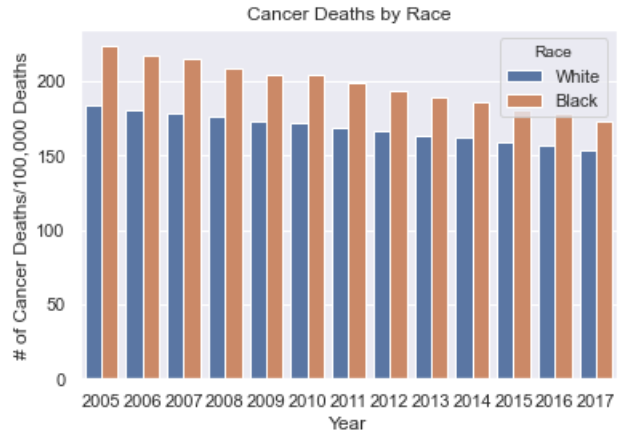 Cancer Deaths by Race
# of Cancer Deaths/100,000 Deaths
200
150
100
50
0
Race
White
Black
2005 2006 2007 2008 2009 2010 2011 2012 2013 2014 2015 2016 2017
Year